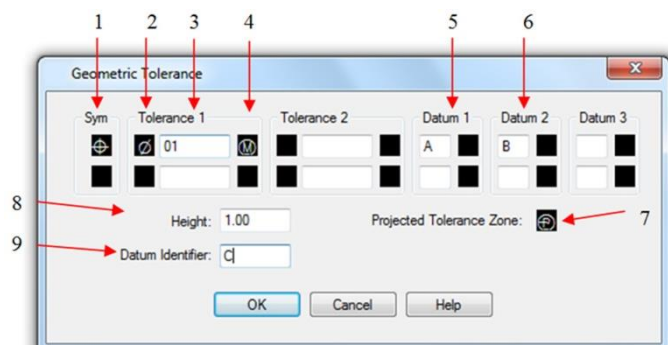 1 2 3 4 5 6
Geometric Tolerance
Sym Tolerance 1 Tolerance 2 Datum 1 Datum 2 Datum 3
⌖ Ø 01 Ⓜ A B
8 Height: 1.00 Projected Tolerance Zone: Ⓟ 7
9 Datum Identifier: C
OK Cancel Help